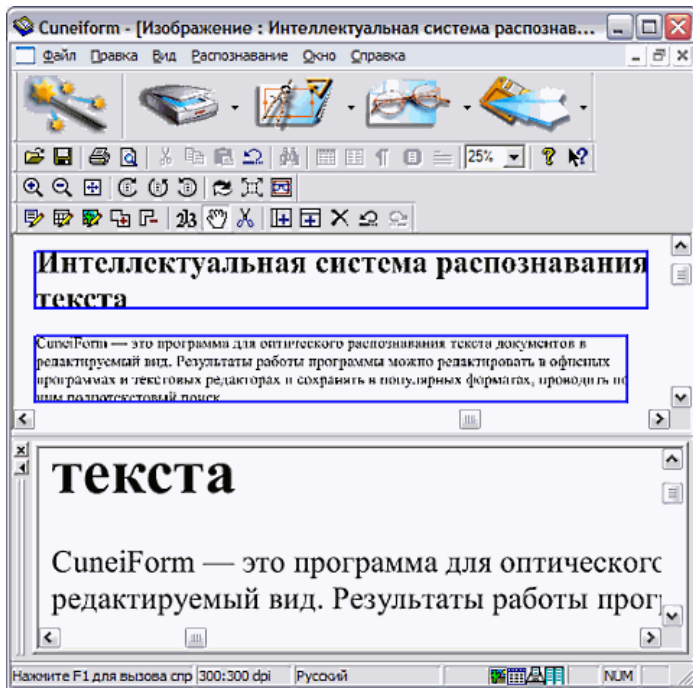 Cuneiform - [Изображение : Интеллектуальная система распознав...
Файл Правка Вид Распознавание Окно Справка
25%
Интеллектуальная система распознавания
текста
CuneiForm — это программа для оптического распознавания текста документов в
редактируемый вид. Результаты работы программы можно редактировать в офисных
программах и текстовых редакторах и сохранять в популярных форматах, проводить по
ним полнотекстовый поиск
текста
CuneiForm — это программа для оптическогс
редактируемый вид. Результаты работы прог
Нажмите F1 для вызова спр 300:300 dpi Русский NUM